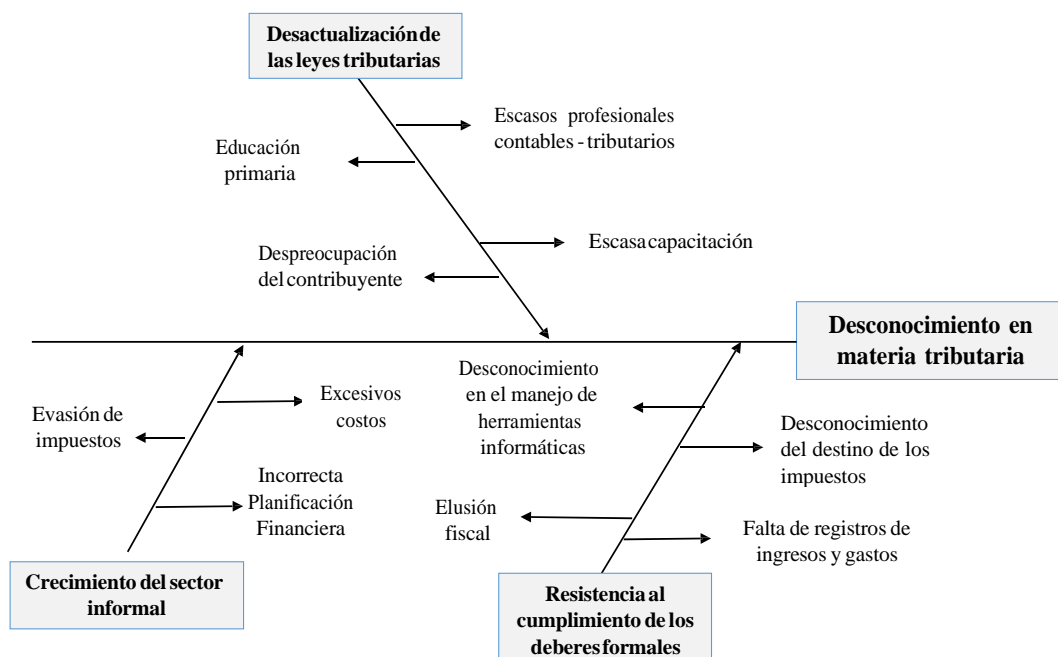 Desactualización de
las leyes tributarias
Escasos profesionales
contables - tributarios
Educación
primaria
Escasa capacitación
Despreocupación
del contribuyente
Desconocimiento en
materia tributaria
Desconocimiento
en el manejo de
herramientas
informáticas
Excesivos
costos
Evasión de
impuestos
Desconocimiento
del destino de los
impuestos
Incorrecta
Planificación
Financiera
Elusión
fiscal
Falta de registros de
ingresos y gastos
Crecimiento del sector
informal
Resistencia al
cumplimiento de los
deberes formales